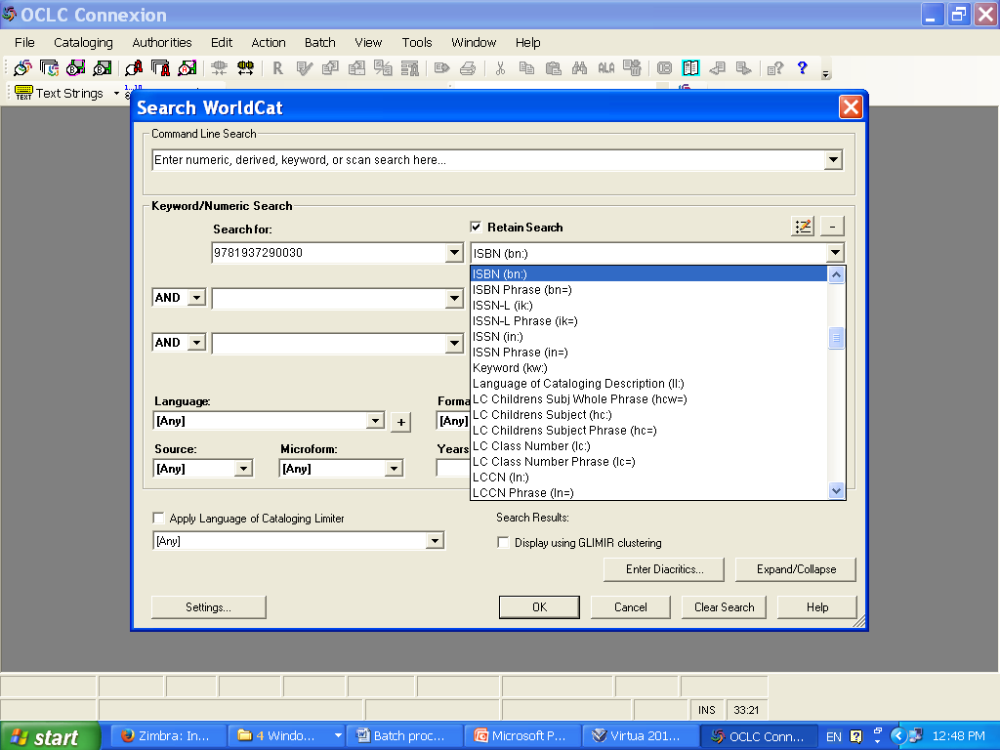 OCLC Connexion
File Cataloging Authorities Edit Action Batch View Tools Window Help
R ALA ?
TEXT Text Strings
Search WorldCat
Command Line Search
Enter numeric, derived, keyword, or scan search here...
Keyword/Numeric Search
Search for: Retain Search
9781937290030 ISBN (bn:)
ISBN (bn:)
ISBN Phrase (bn=)
AND ISSN-L (ik:)
ISSN-L Phrase (ik=)
ISSN (in:)
AND ISSN Phrase (in=)
Keyword (kw:)
Language of Cataloging Description (ll:)
Language: Forma LC Childrens Subj Whole Phrase (hcw=)
LC Childrens Subject (hc:)
[Any] + [Any] LC Childrens Subject Phrase (hc=)
Source: Microform: Years LC Class Number (lc:)
LC Class Number Phrase (lc=)
[Any] [Any] LCCN (ln:)
LCCN Phrase (ln=)
Apply Language of Cataloging Limiter Search Results:
[Any] Display using GLIMIR clustering
Enter Diacritics... Expand/Collapse
Settings... OK Cancel Clear Search Help
INS 33:21
start Zimbra: In... 4 Windo... Batch proc... Microsoft P... Virtua 201... OCLC Conn... EN ? 12:48 PM